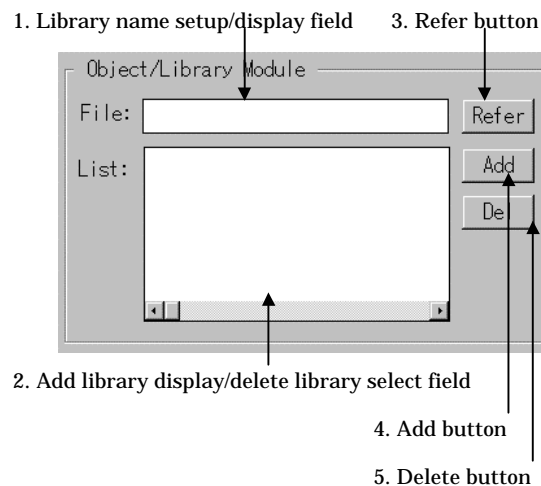 1. Library name setup/display field
3. Refer button
Object/Library Module
File:
Refer
List:
Add
Del
2. Add library display/delete library select field
4. Add button
5. Delete button